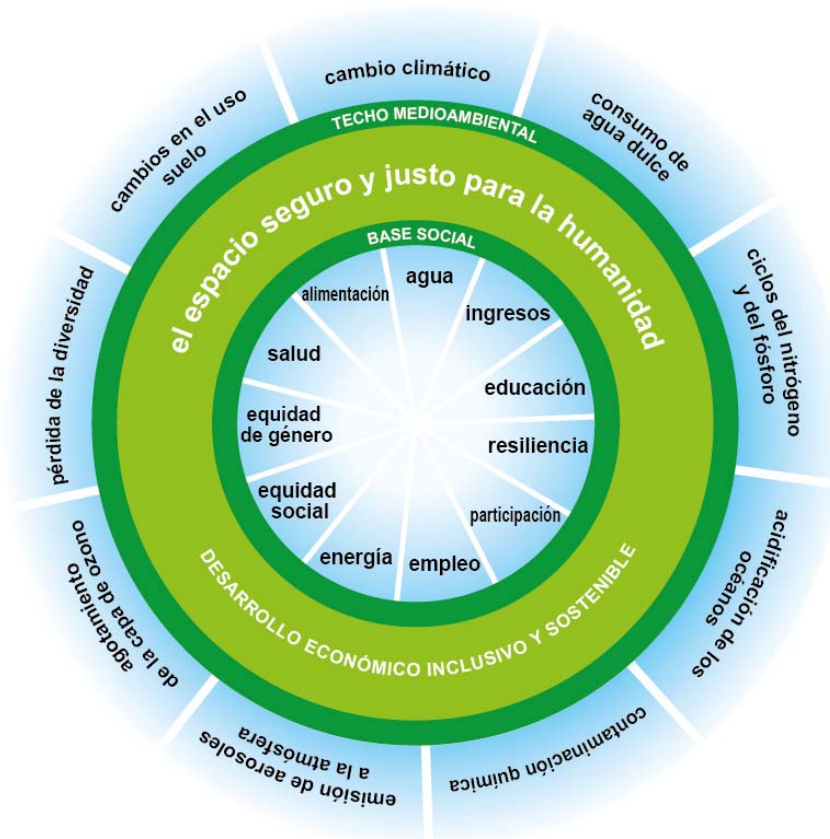 cambio climático
consumo de
agua dulce
ciclos del nitrógeno
y del fósforo
acidificación de los
océanos
contaminación química
emisión de aerosoles
a la atmósfera
agotamiento
de la capa de ozono
pérdida de la diversidad
cambios en el uso
suelo
TECHO MEDIOAMBIENTAL
el espacio seguro y justo para la humanidad
BASE SOCIAL
agua
ingresos
educación
resiliencia
participación
empleo
energía
equidad
social
equidad
de género
salud
alimentación
DESARROLLO ECONÓMICO INCLUSIVO Y SOSTENIBLE